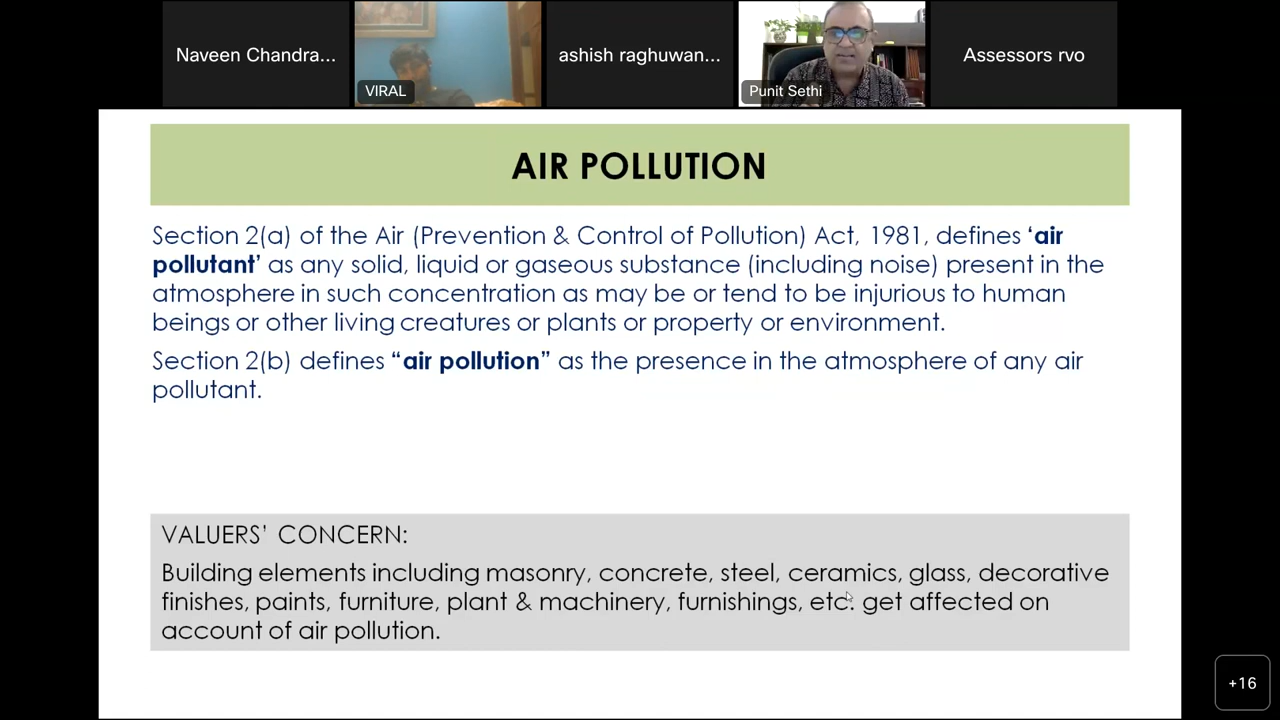 Naveen Chandra...
VIRAL
ashish raghuwan...
Punit Sethi
Assessors rvo
AIR POLLUTION
Section 2(a) of the Air (Prevention & Control of Pollution) Act, 1981, defines ‘air
pollutant’ as any solid, liquid or gaseous substance (including noise) present in the
atmosphere in such concentration as may be or tend to be injurious to human
beings or other living creatures or plants or property or environment.
Section 2(b) defines “air pollution” as the presence in the atmosphere of any air
pollutant.
VALUERS’ CONCERN:
Building elements including masonry, concrete, steel, ceramics, glass, decorative
finishes, paints, furniture, plant & machinery, furnishings, etc. get affected on
account of air pollution.
+16